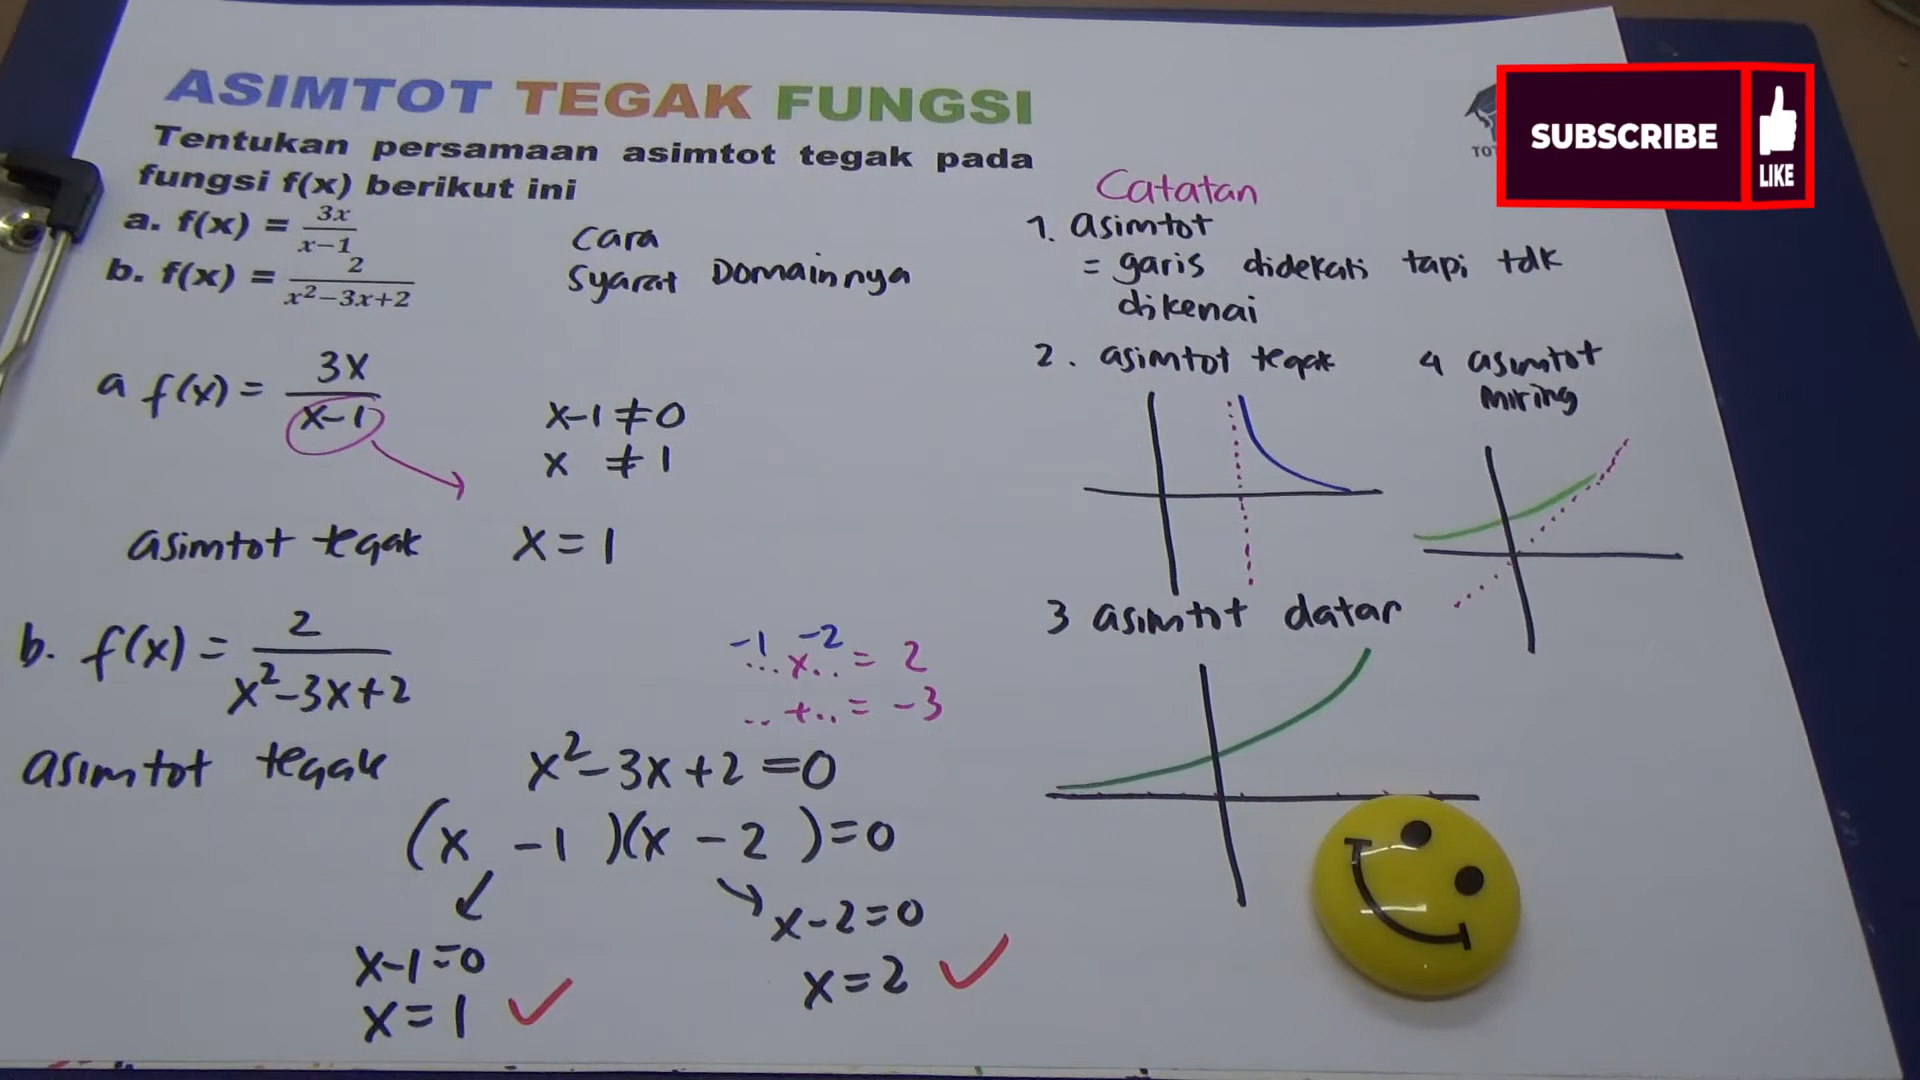 ASIMTOT TEGAK FUNGSI
Tentukan persamaan asimtot tegak pada
fungsi f(x) berikut ini
a. f(x) = 3x / x−1
b. f(x) = 2 / x²−3x+2
Cara
Syarat Domainnya
a f(x) = 3x / x-1
x-1 ≠ 0
x ≠ 1
asimtot tegak x = 1
b. f(x) = 2 / x²-3x+2
-1 -2
... x .. = 2
.. + .. = -3
asimtot tegak x²-3x+2=0
(x -1)(x -2)=0
x-1=0
x=1 ✓
x-2=0
x=2 ✓
Catatan
1. asimtot
= garis didekati tapi tdk
dikenai
2. asimtot tegak
4 asimtot
miring
3 asimtot datar
SUBSCRIBE
LIKE